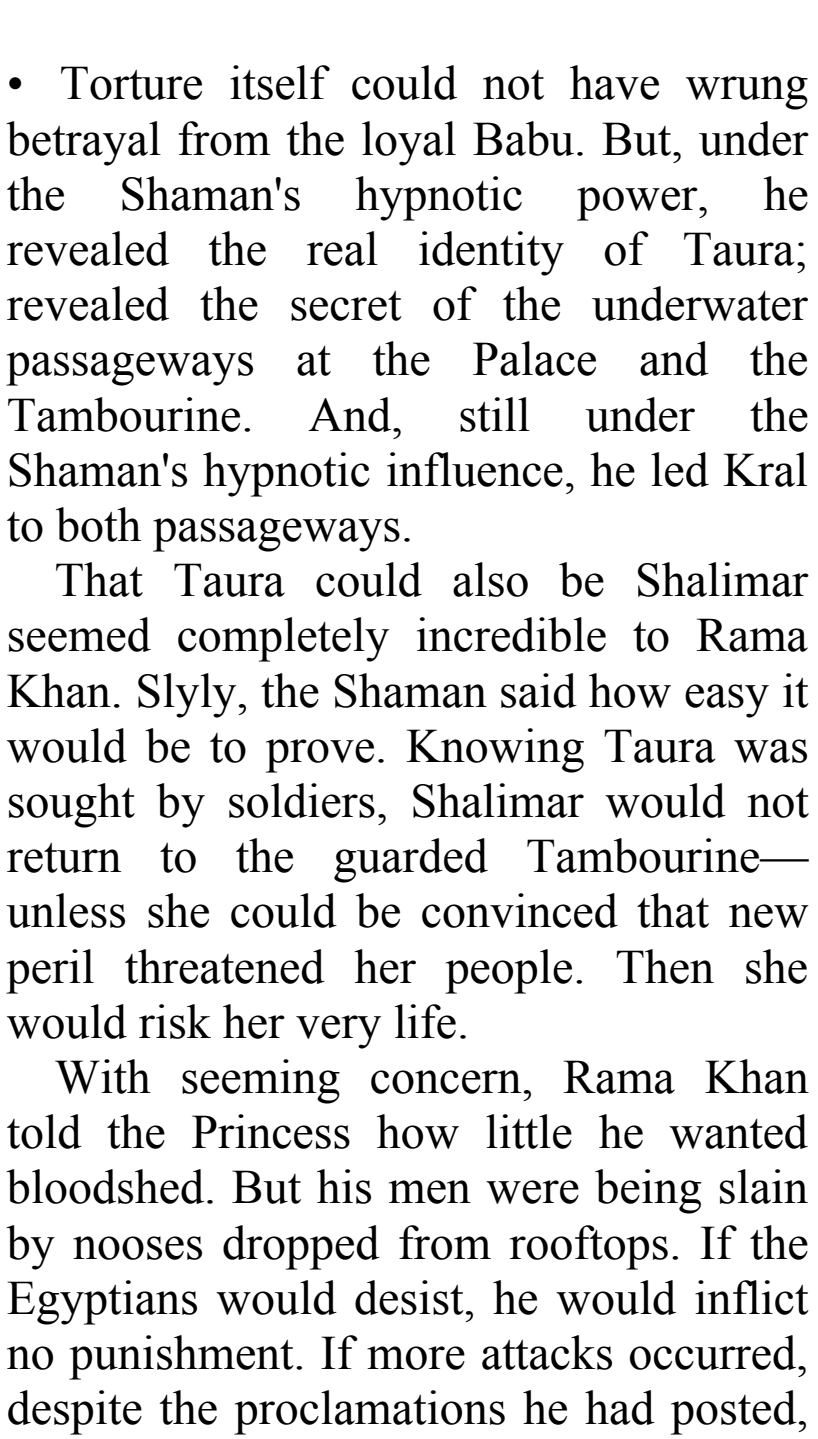 • Torture itself could not have wrung
betrayal from the loyal Babu. But, under
the Shaman's hypnotic power, he
revealed the real identity of Taura;
revealed the secret of the underwater
passageways at the Palace and the
Tambourine. And, still under the
Shaman's hypnotic influence, he led Kral
to both passageways.
That Taura could also be Shalimar
seemed completely incredible to Rama
Khan. Slyly, the Shaman said how easy it
would be to prove. Knowing Taura was
sought by soldiers, Shalimar would not
return to the guarded Tambourine—
unless she could be convinced that new
peril threatened her people. Then she
would risk her very life.
With seeming concern, Rama Khan
told the Princess how little he wanted
bloodshed. But his men were being slain
by nooses dropped from rooftops. If the
Egyptians would desist, he would inflict
no punishment. If more attacks occurred,
despite the proclamations he had posted,